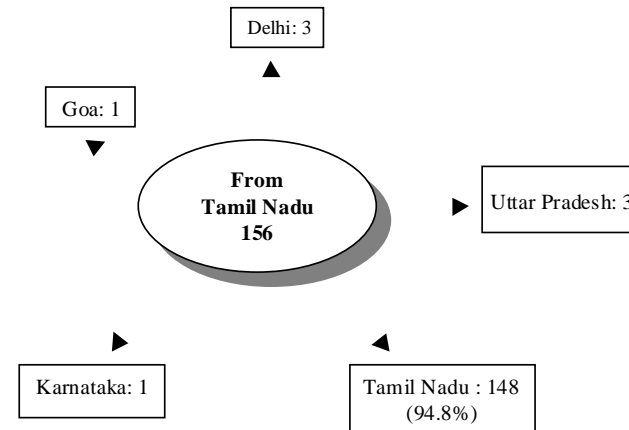 Delhi: 3
Goa: 1
From
Tamil Nadu
156
Uttar Pradesh: 3
Karnataka: 1
Tamil Nadu : 148
(94.8%)